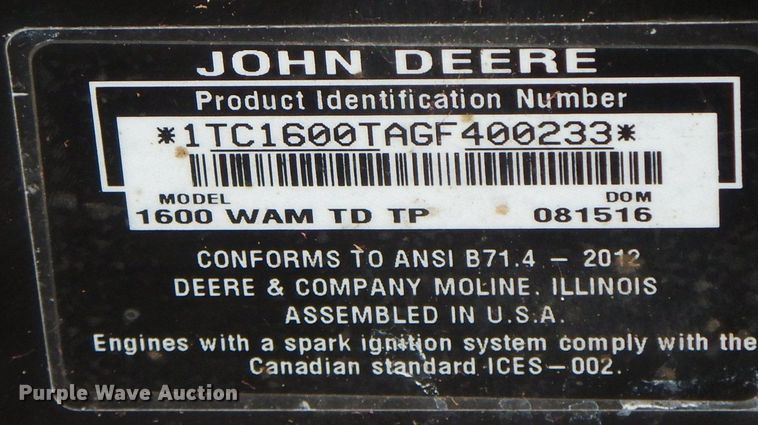 JOHN DEERE
Product Identification Number
*1TC1600TAGF400233*
MODEL DOM
1600 WAM TD TP 081516
CONFORMS TO ANSI B71.4 – 2012
DEERE & COMPANY MOLINE, ILLINOIS
ASSEMBLED IN U.S.A.
Engines with a spark ignition system comply with the
Canadian standard ICES–002.
Purple Wave Auction